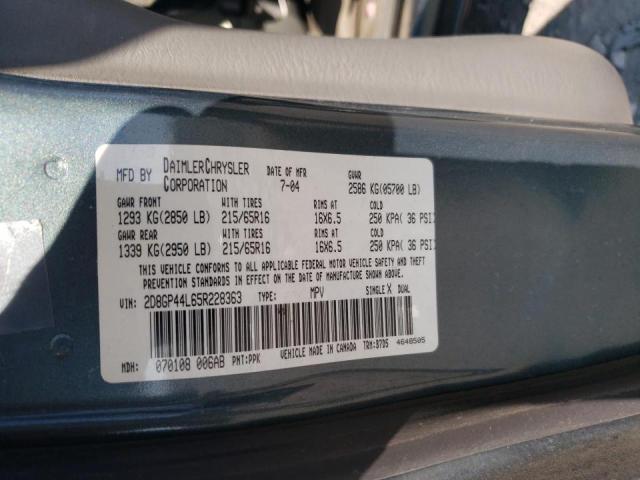 MFD BY DAIMLERCHRYSLER CORPORATION DATE OF MFR 7-04 GVWR 2586 KG(05700 LB)
GAWR FRONT WITH TIRES RIMS AT COLD
1293 KG(2850 LB) 215/65R16 16X6.5 250 KPA( 36 PSI)
GAWR REAR WITH TIRES RIMS AT COLD
1339 KG(2950 LB) 215/65R16 16X6.5 250 KPA( 36 PSI)
THIS VEHICLE CONFORMS TO ALL APPLICABLE FEDERAL MOTOR VEHICLE SAFETY AND THEFT
PREVENTION STANDARDS IN EFFECT ON THE DATE OF MANUFACTURE SHOWN ABOVE.
VIN: 2D8GP44L65R228363 TYPE: MPV SINGLE X DUAL
MDH: 070108 006AB PNT:PPK VEHICLE MADE IN CANADA TRM:B7D5 4648505